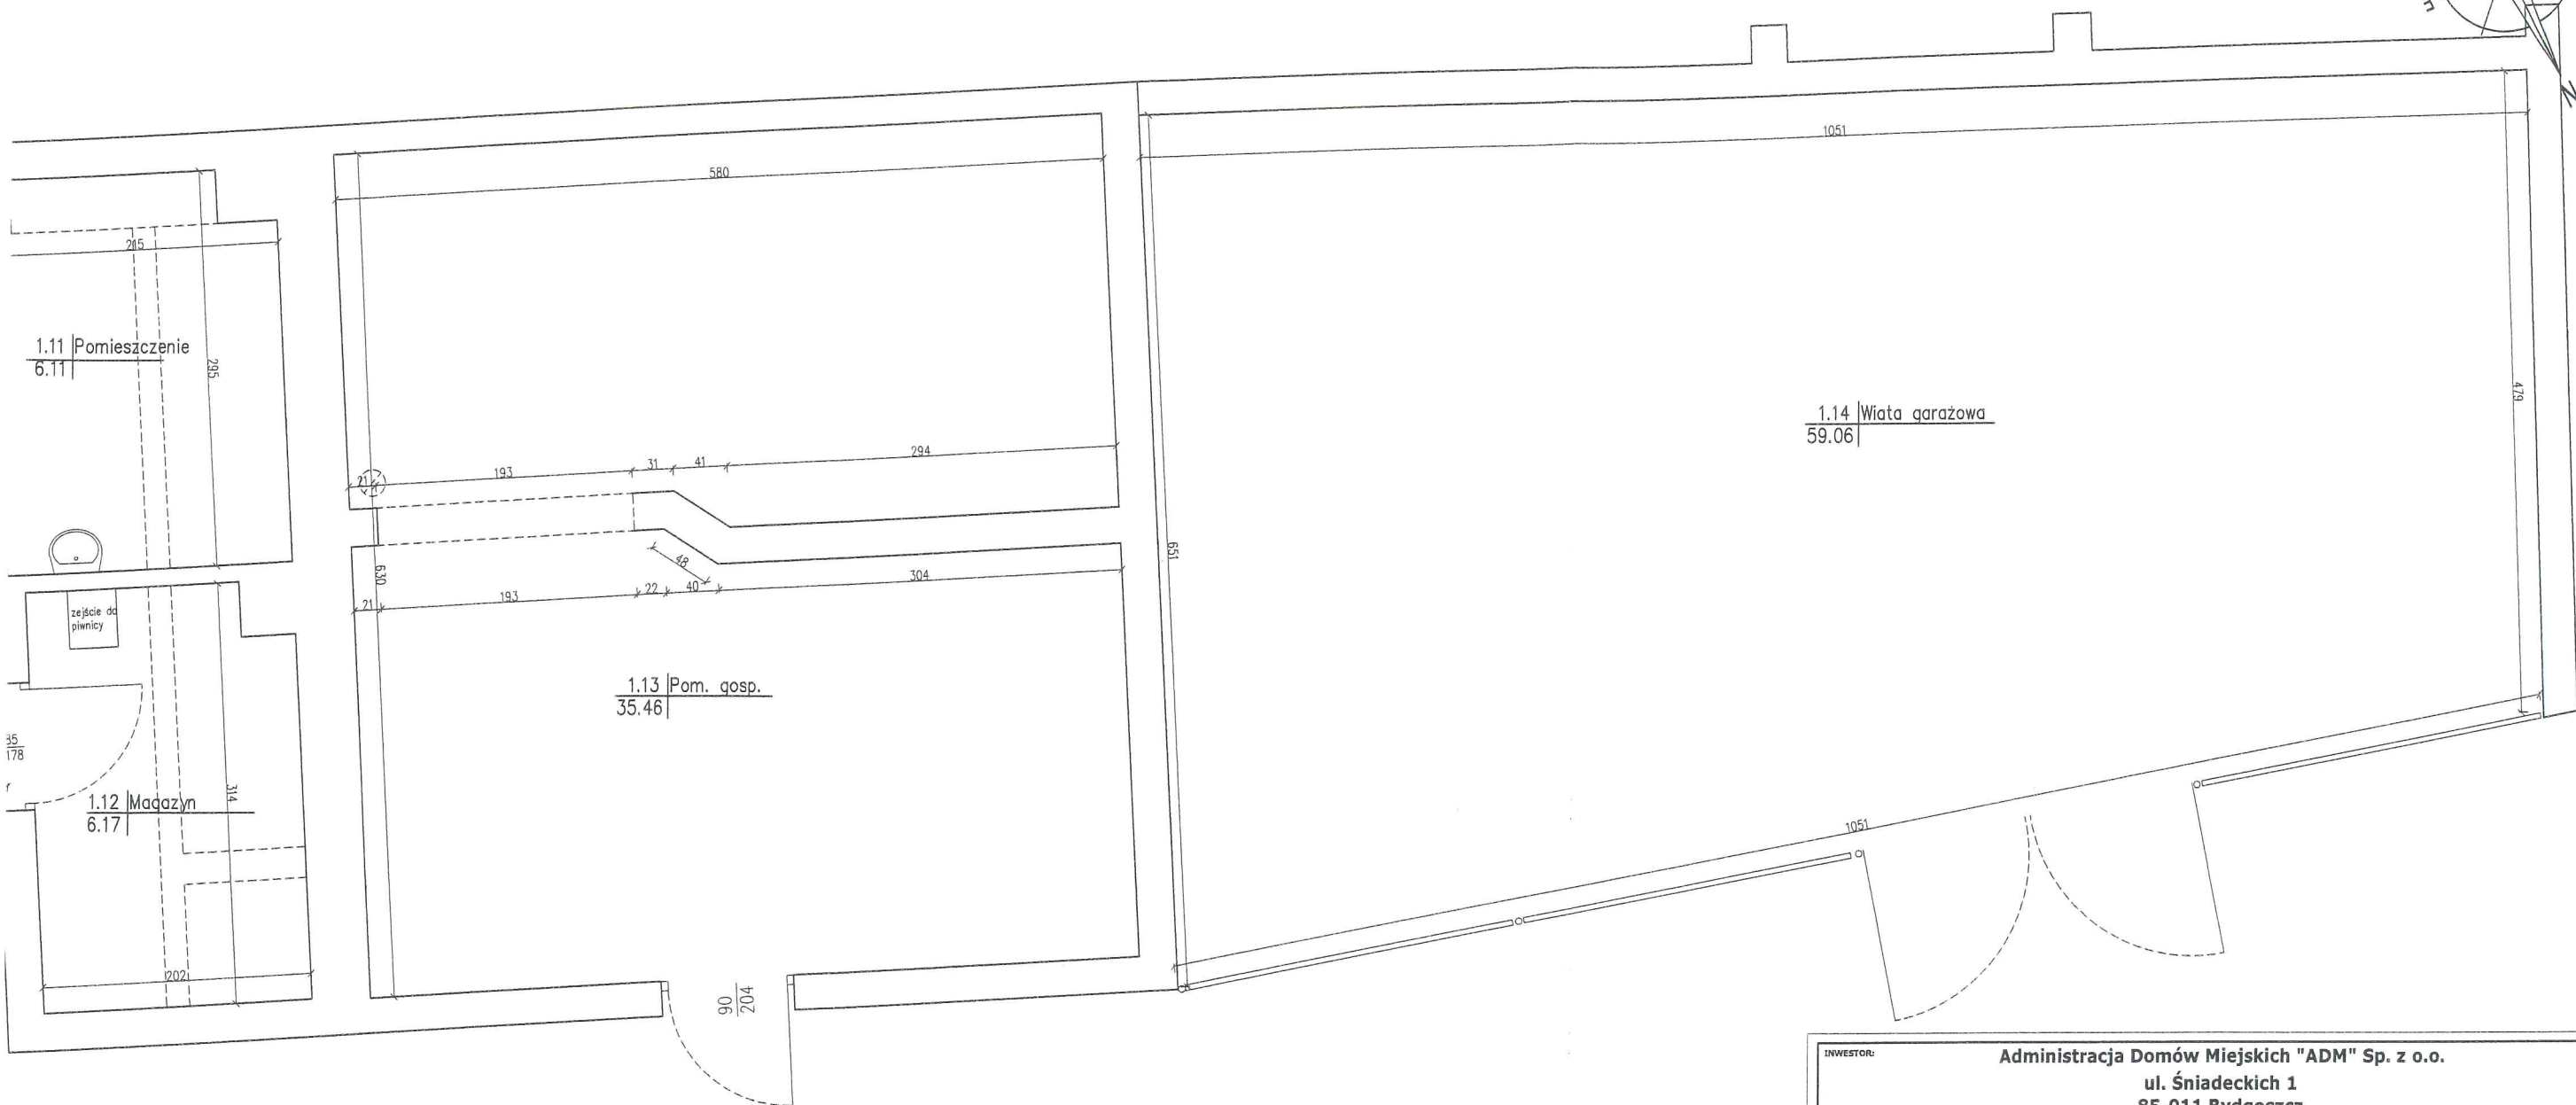 E
N
1051
580
215
1.11 Pomieszczenie
6.11
295
479
1.14 Wiata garażowa
59.06
294
31
41
193
21
651
48
630
304
22
40
193
21
zejście do
piwnicy
1.13 Pom. gosp.
35.46
178
314
1.12 Magazyn
6.17
1051
202
90
204
INWESTOR:
Administracja Domów Miejskich "ADM" Sp. z o.o.
ul. Śniadeckich 1
85-011 Bydgoszcz